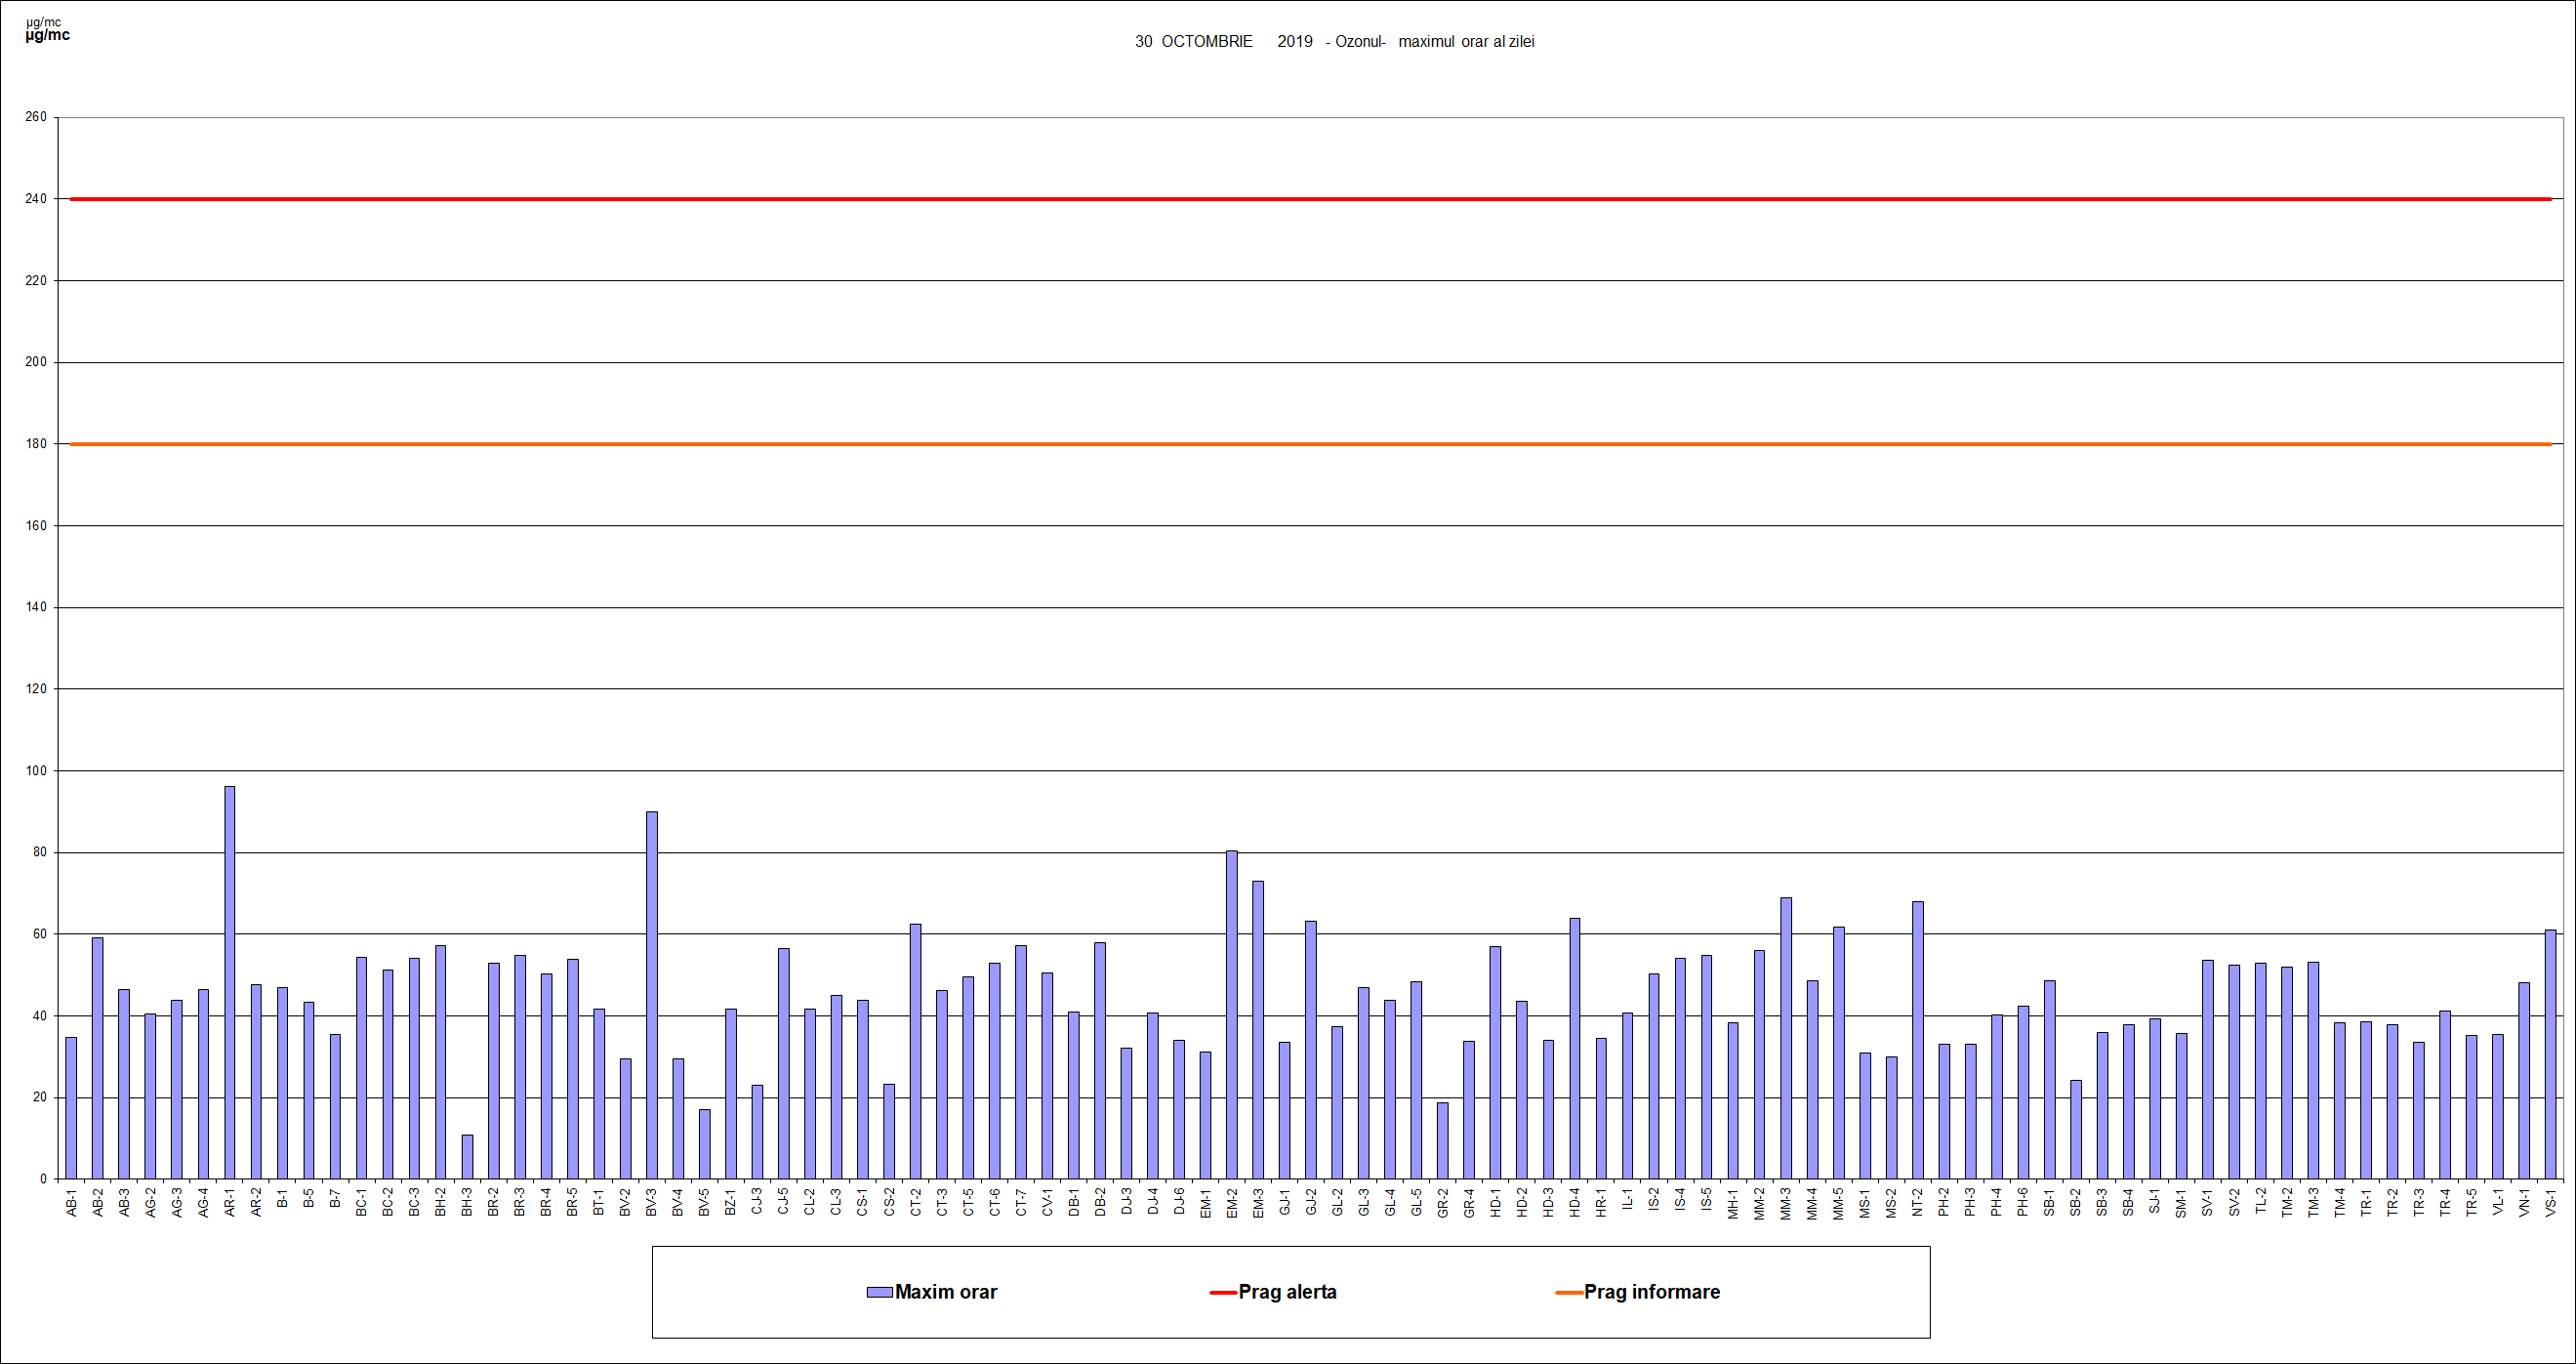 µg/mc
µg/mc
30 OCTOMBRIE 2019 - Ozonul- maximul orar al zilei
260
240
220
200
180
160
140
120
100
80
60
40
20
0
AB-1 AB-2 AB-3 AG-2 AG-3 AG-4 AR-1 AR-2 B-1 B-5 B-7 BC-1 BC-2 BC-3 BH-2 BH-3 BR-2 BR-3 BR-4 BR-5 BT-1 BV-2 BV-3 BV-4 BV-5 BZ-1 CJ-3 CJ-5 CL-2 CL-3 CS-1 CS-2 CT-2 CT-3 CT-5 CT-6 CT-7 CV-1 DB-1 DB-2 DJ-3 DJ-4 DJ-6 EM-1 EM-2 EM-3 GJ-1 GJ-2 GL-2 GL-3 GL-4 GL-5 GR-2 GR-4 HD-1 HD-2 HD-3 HD-4 HR-1 IL-1 IS-2 IS-4 IS-5 MH-1 MM-2 MM-3 MM-4 MM-5 MS-1 MS-2 NT-2 PH-2 PH-3 PH-4 PH-6 SB-1 SB-2 SB-3 SB-4 SJ-1 SM-1 SV-1 SV-2 TL-2 TM-2 TM-3 TM-4 TR-1 TR-2 TR-3 TR-4 TR-5 VL-1 VN-1 VS-1
Maxim orar Prag alerta Prag informare